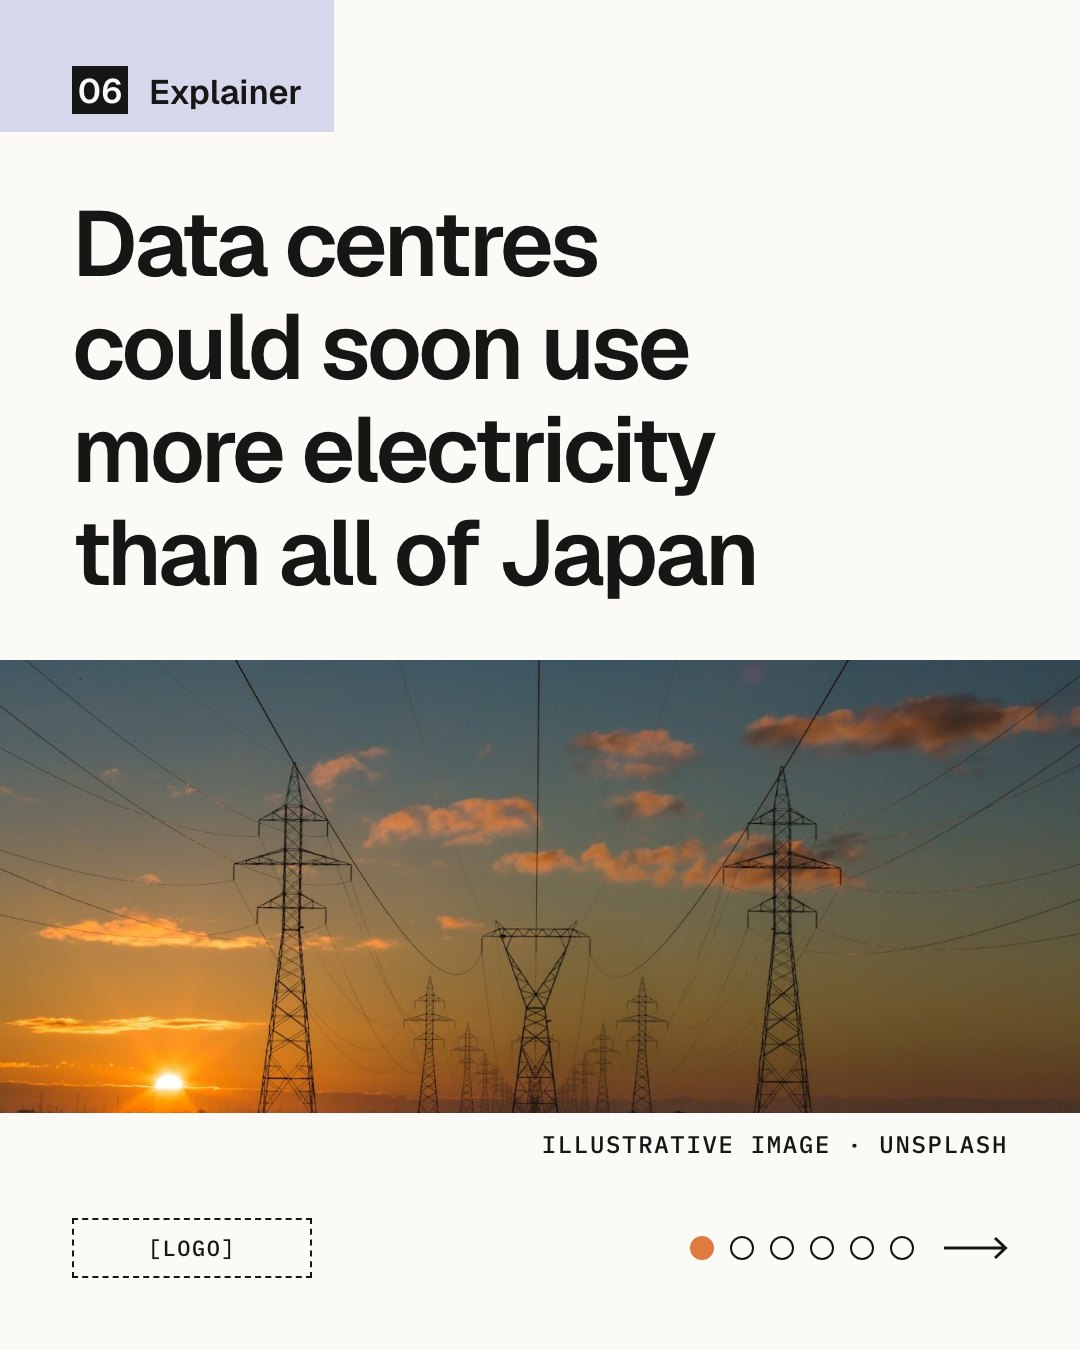 06 Explainer
Data centres
could soon use
more electricity
than all of Japan
ILLUSTRATIVE IMAGE · UNSPLASH
[LOGO]